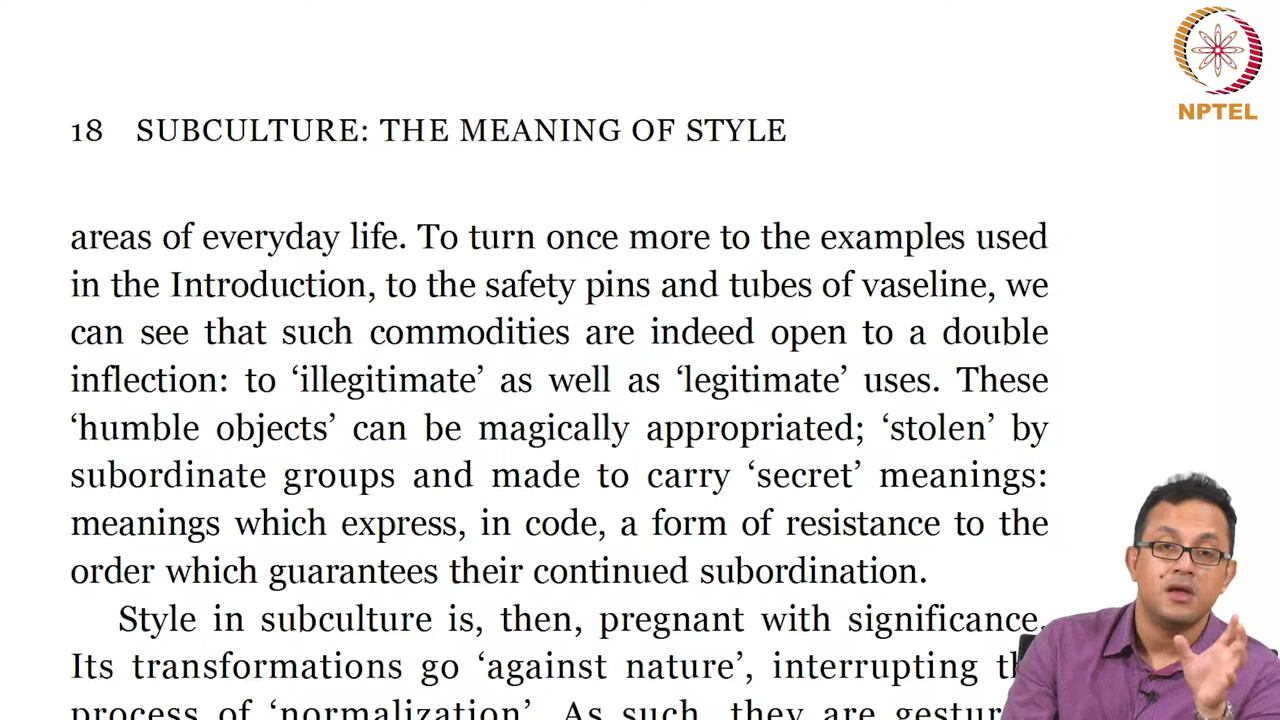 NPTEL
18 SUBCULTURE: THE MEANING OF STYLE
areas of everyday life. To turn once more to the examples used
in the Introduction, to the safety pins and tubes of vaseline, we
can see that such commodities are indeed open to a double
inflection: to ‘illegitimate’ as well as ‘legitimate’ uses. These
‘humble objects’ can be magically appropriated; ‘stolen’ by
subordinate groups and made to carry ‘secret’ meanings:
meanings which express, in code, a form of resistance to the
order which guarantees their continued subordination.
Style in subculture is, then, pregnant with significance.
Its transformations go ‘against nature’, interrupting
process of ‘normalization’. As such, they are